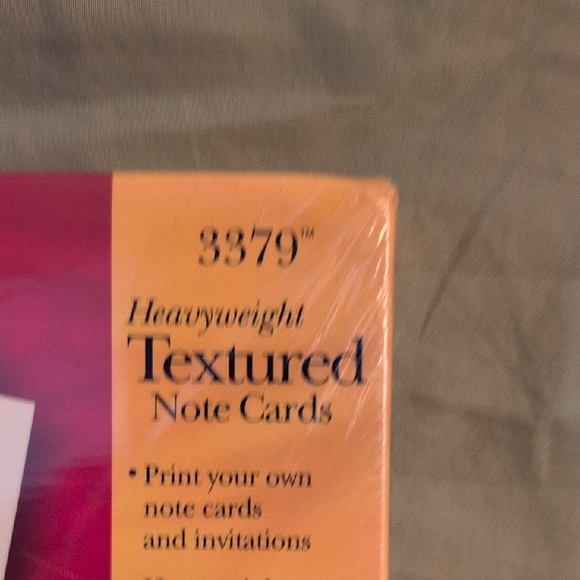 3379™
Heavyweight
Textured
Note Cards
• Print your own
note cards
and invitations